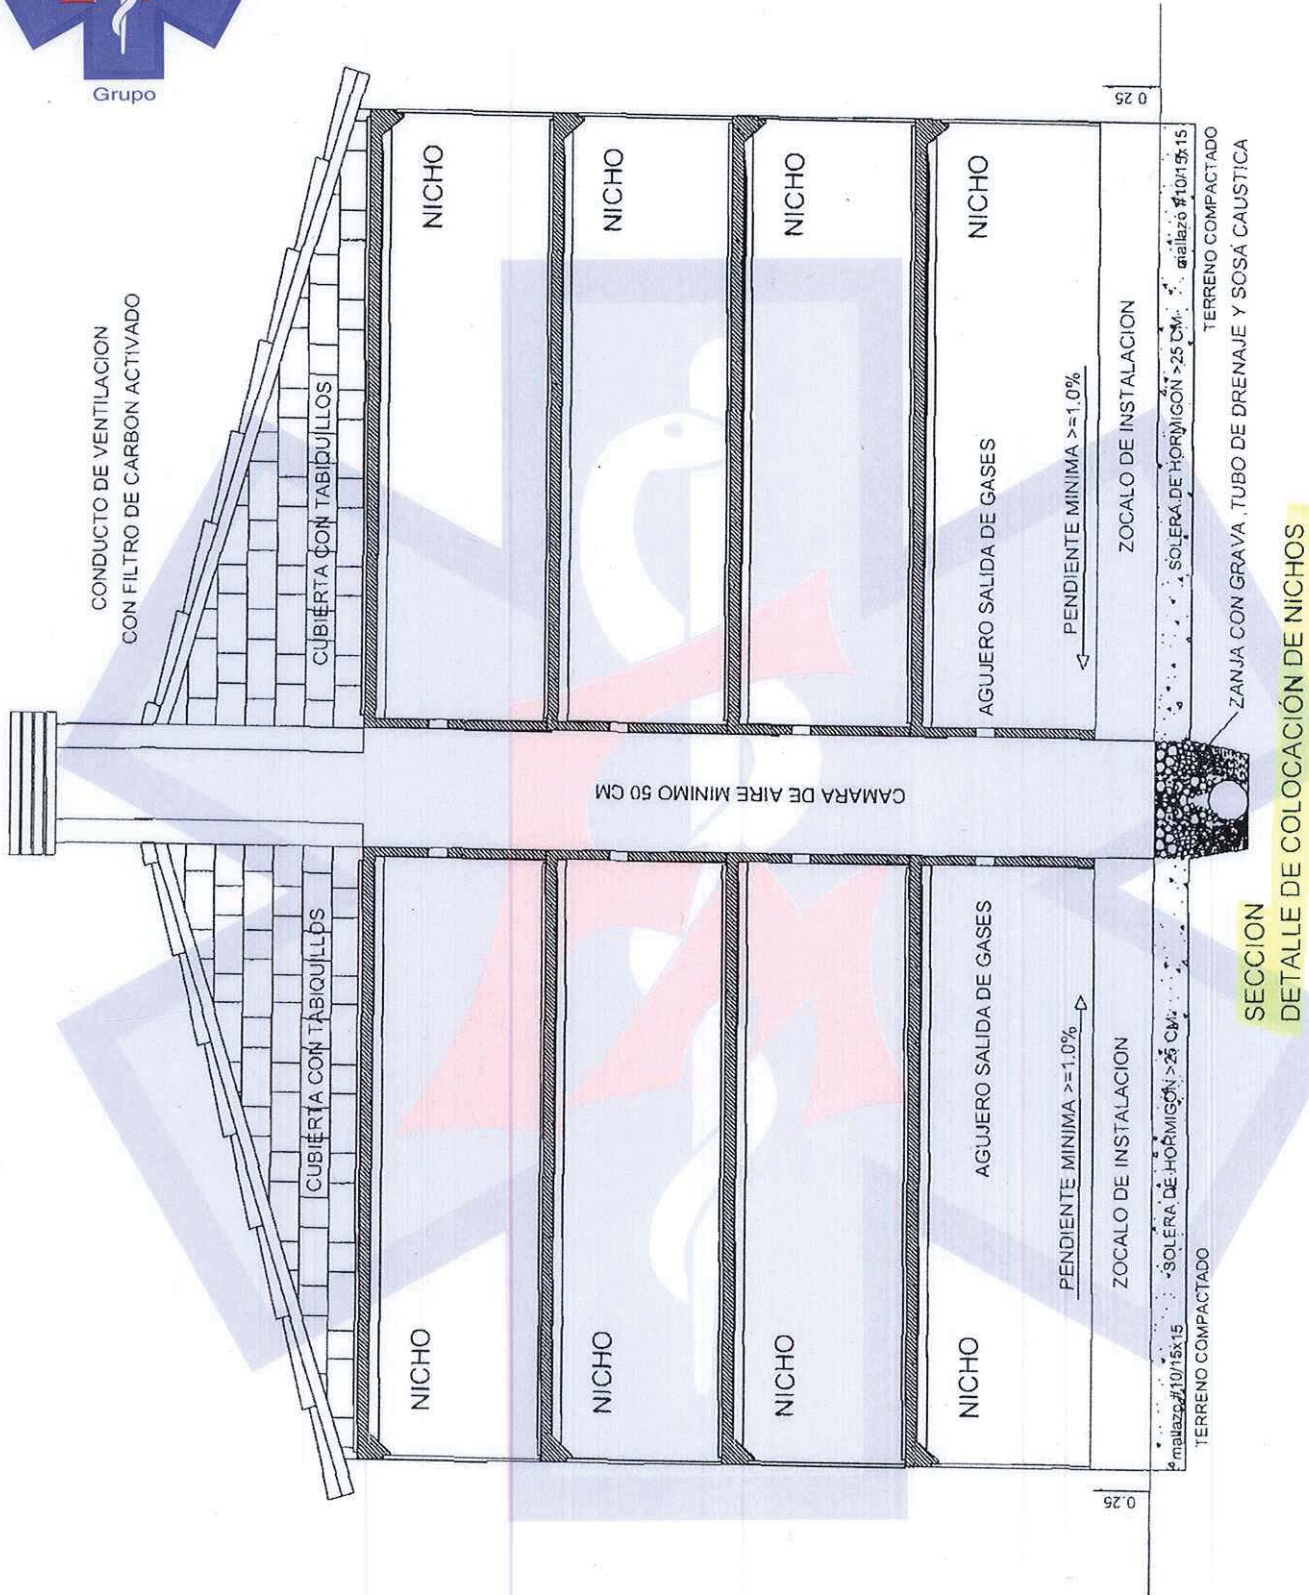 Grupo
CONDUCTO DE VENTILACION
CON FILTRO DE CARBON ACTIVADO
CUBIERTA CON TABIQUILLOS
CUBIERTA CON TABIQUILLOS
NICHO
NICHO
NICHO
NICHO
NICHO
NICHO
NICHO
NICHO
CAMARA DE AIRE MINIMO 50 CM
AGUJERO SALIDA DE GASES
AGUJERO SALIDA DE GASES
PENDIENTE MINIMA >=1.0%
PENDIENTE MINIMA >=1.0%
ZOCALO DE INSTALACION
ZOCALO DE INSTALACION
0.25
0 25
mallazo #10/15x15
SOLERA DE HORMIGON >25 CM
SOLERA DE HORMIGON >25 CM
mallazo #10/15x15
TERRENO COMPACTADO
TERRENO COMPACTADO
ZANJA CON GRAVA ,TUBO DE DRENAJE Y SOSA CAUSTICA
SECCION
DETALLE DE COLOCACIÓN DE NICHOS